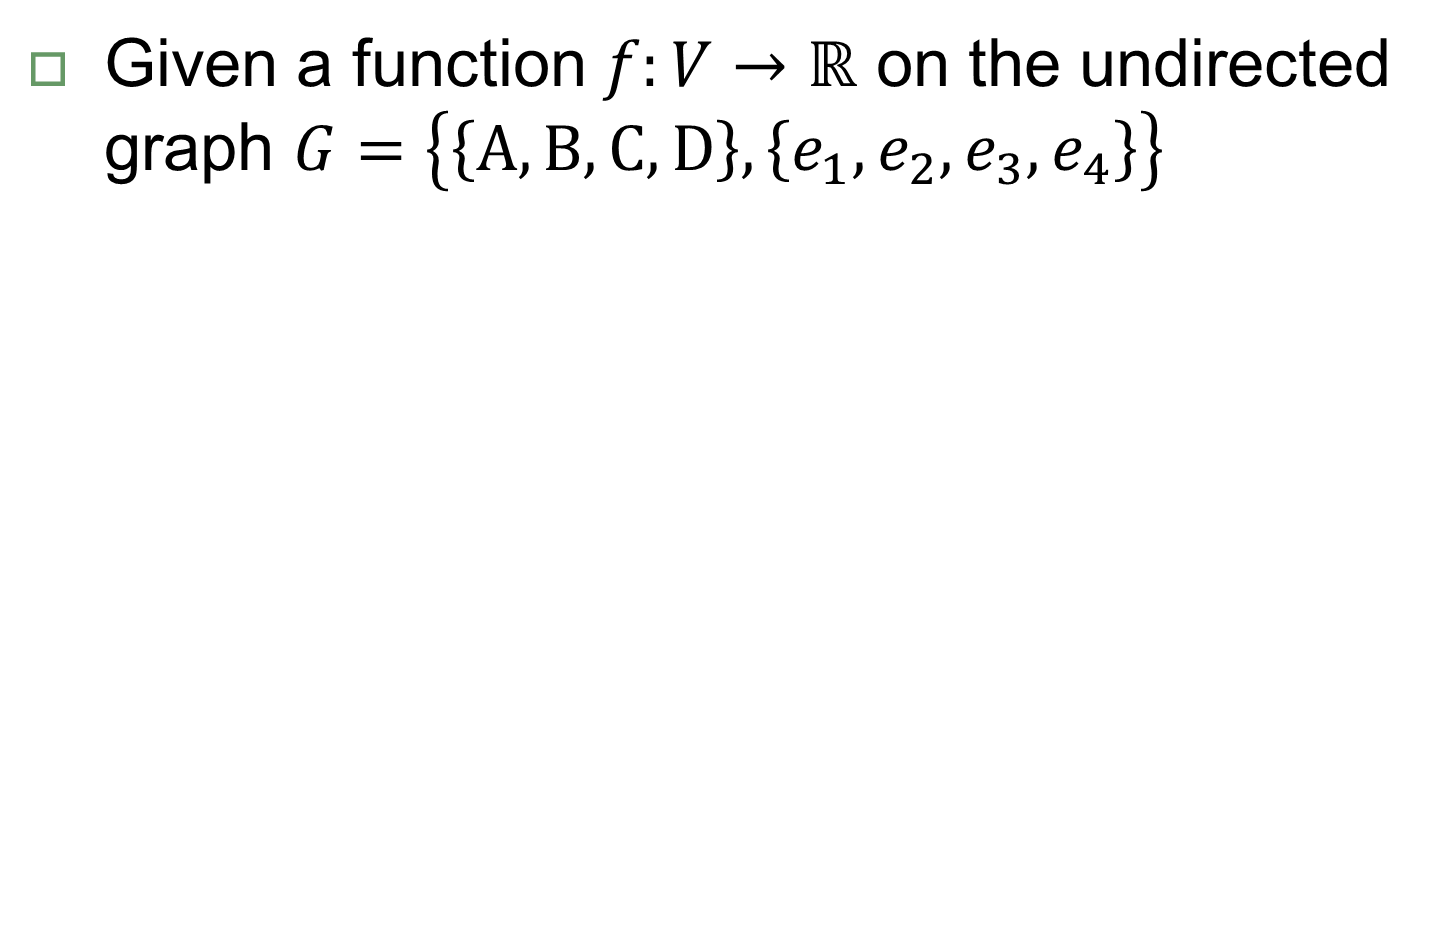 Given a function 𝑓: 𝑉 → ℝ on the undirected
graph 𝐺 = {{A, B, C, D}, {𝑒₁, 𝑒₂, 𝑒₃, 𝑒₄}}